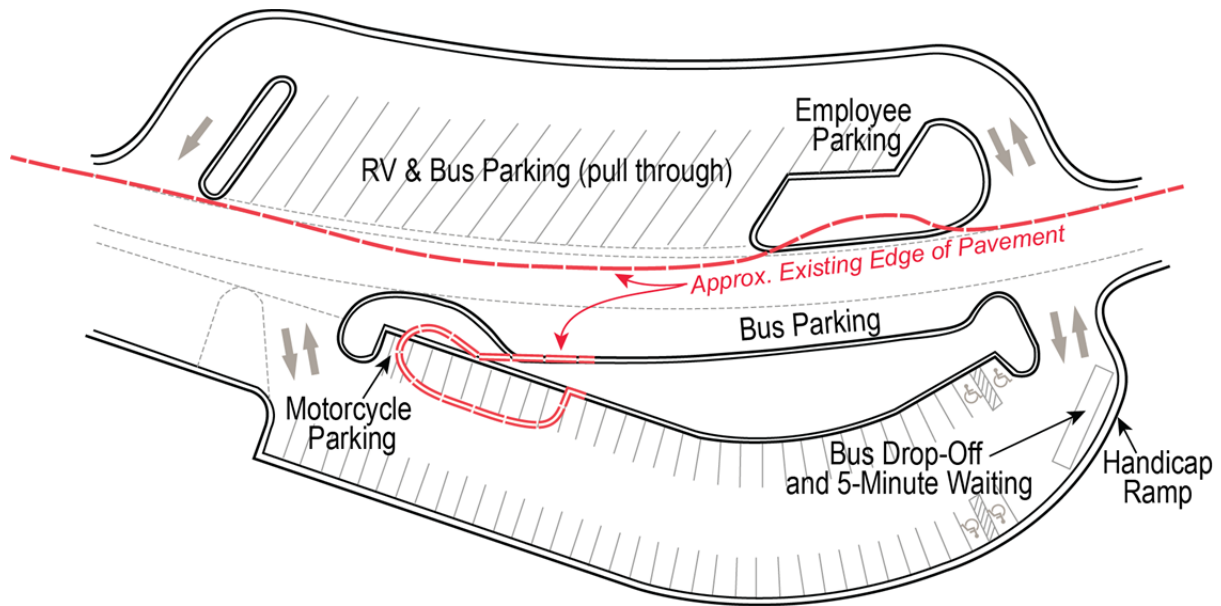 Employee
Parking
RV & Bus Parking (pull through)
Approx. Existing Edge of Pavement
Bus Parking
Motorcycle
Parking
Bus Drop-Off
and 5-Minute Waiting
Handicap
Ramp